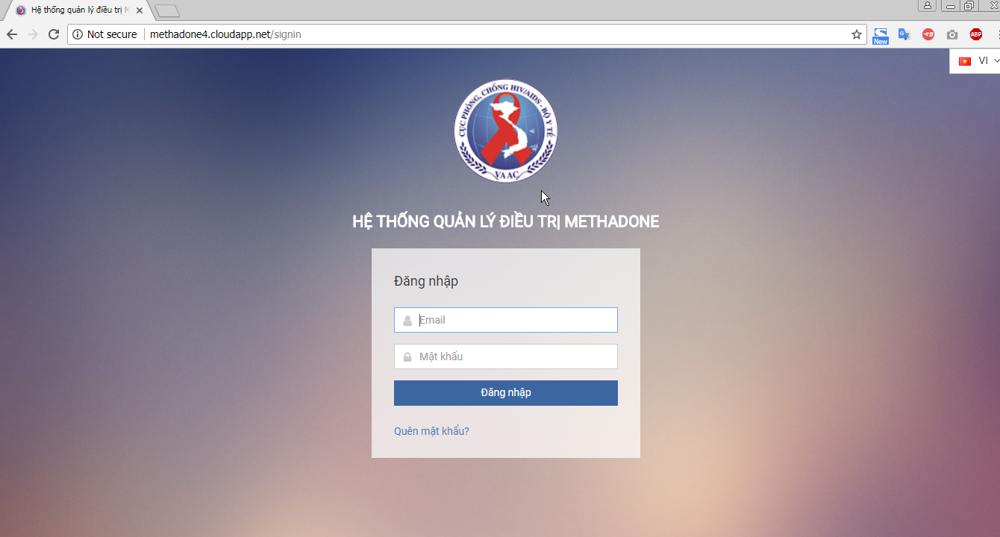 Hệ thống quản lý điều trị M
Not secure
methadone4.cloudapp.net/signin
New
ABP
VI
CỤC PHÒNG, CHỐNG HIV/AIDS - BỘ Y TẾ
VAAC
HỆ THỐNG QUẢN LÝ ĐIỀU TRỊ METHADONE
Đăng nhập
Email
Mật khẩu
Đăng nhập
Quên mật khẩu?